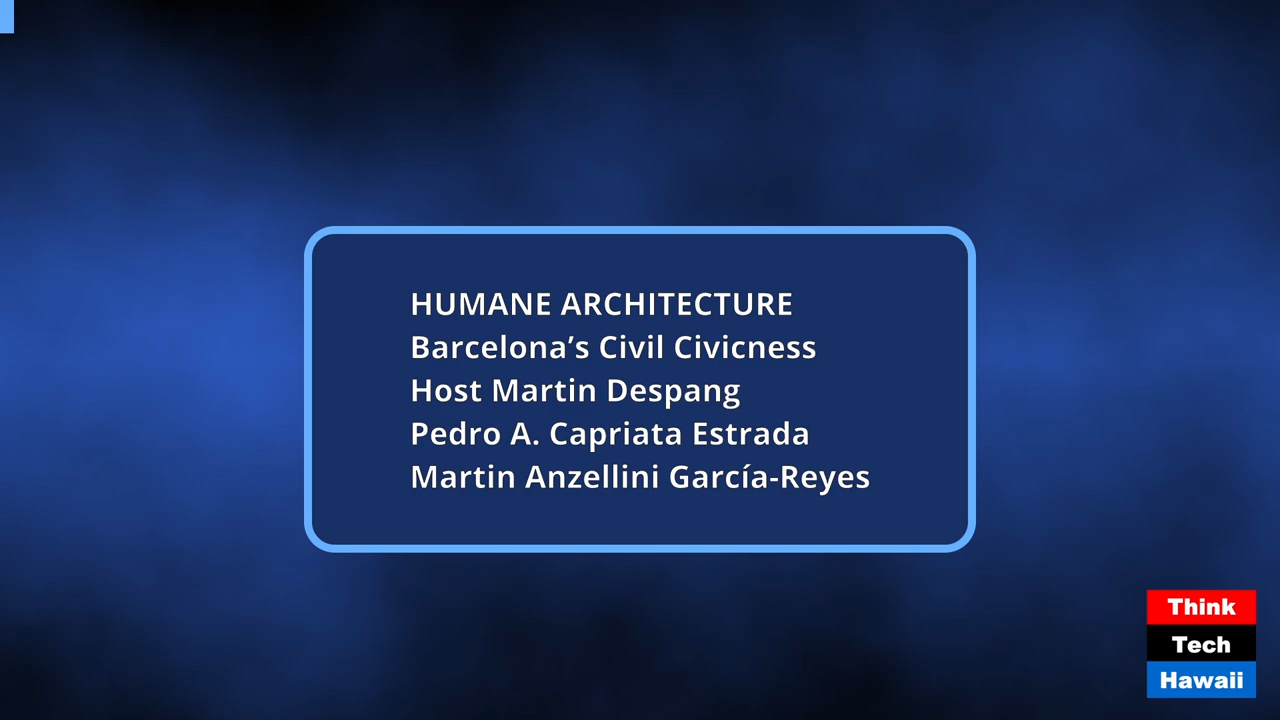 HUMANE ARCHITECTURE
Barcelona’s Civil Civicness
Host Martin Despang
Pedro A. Capriata Estrada
Martin Anzellini García-Reyes
Think
Tech
Hawaii